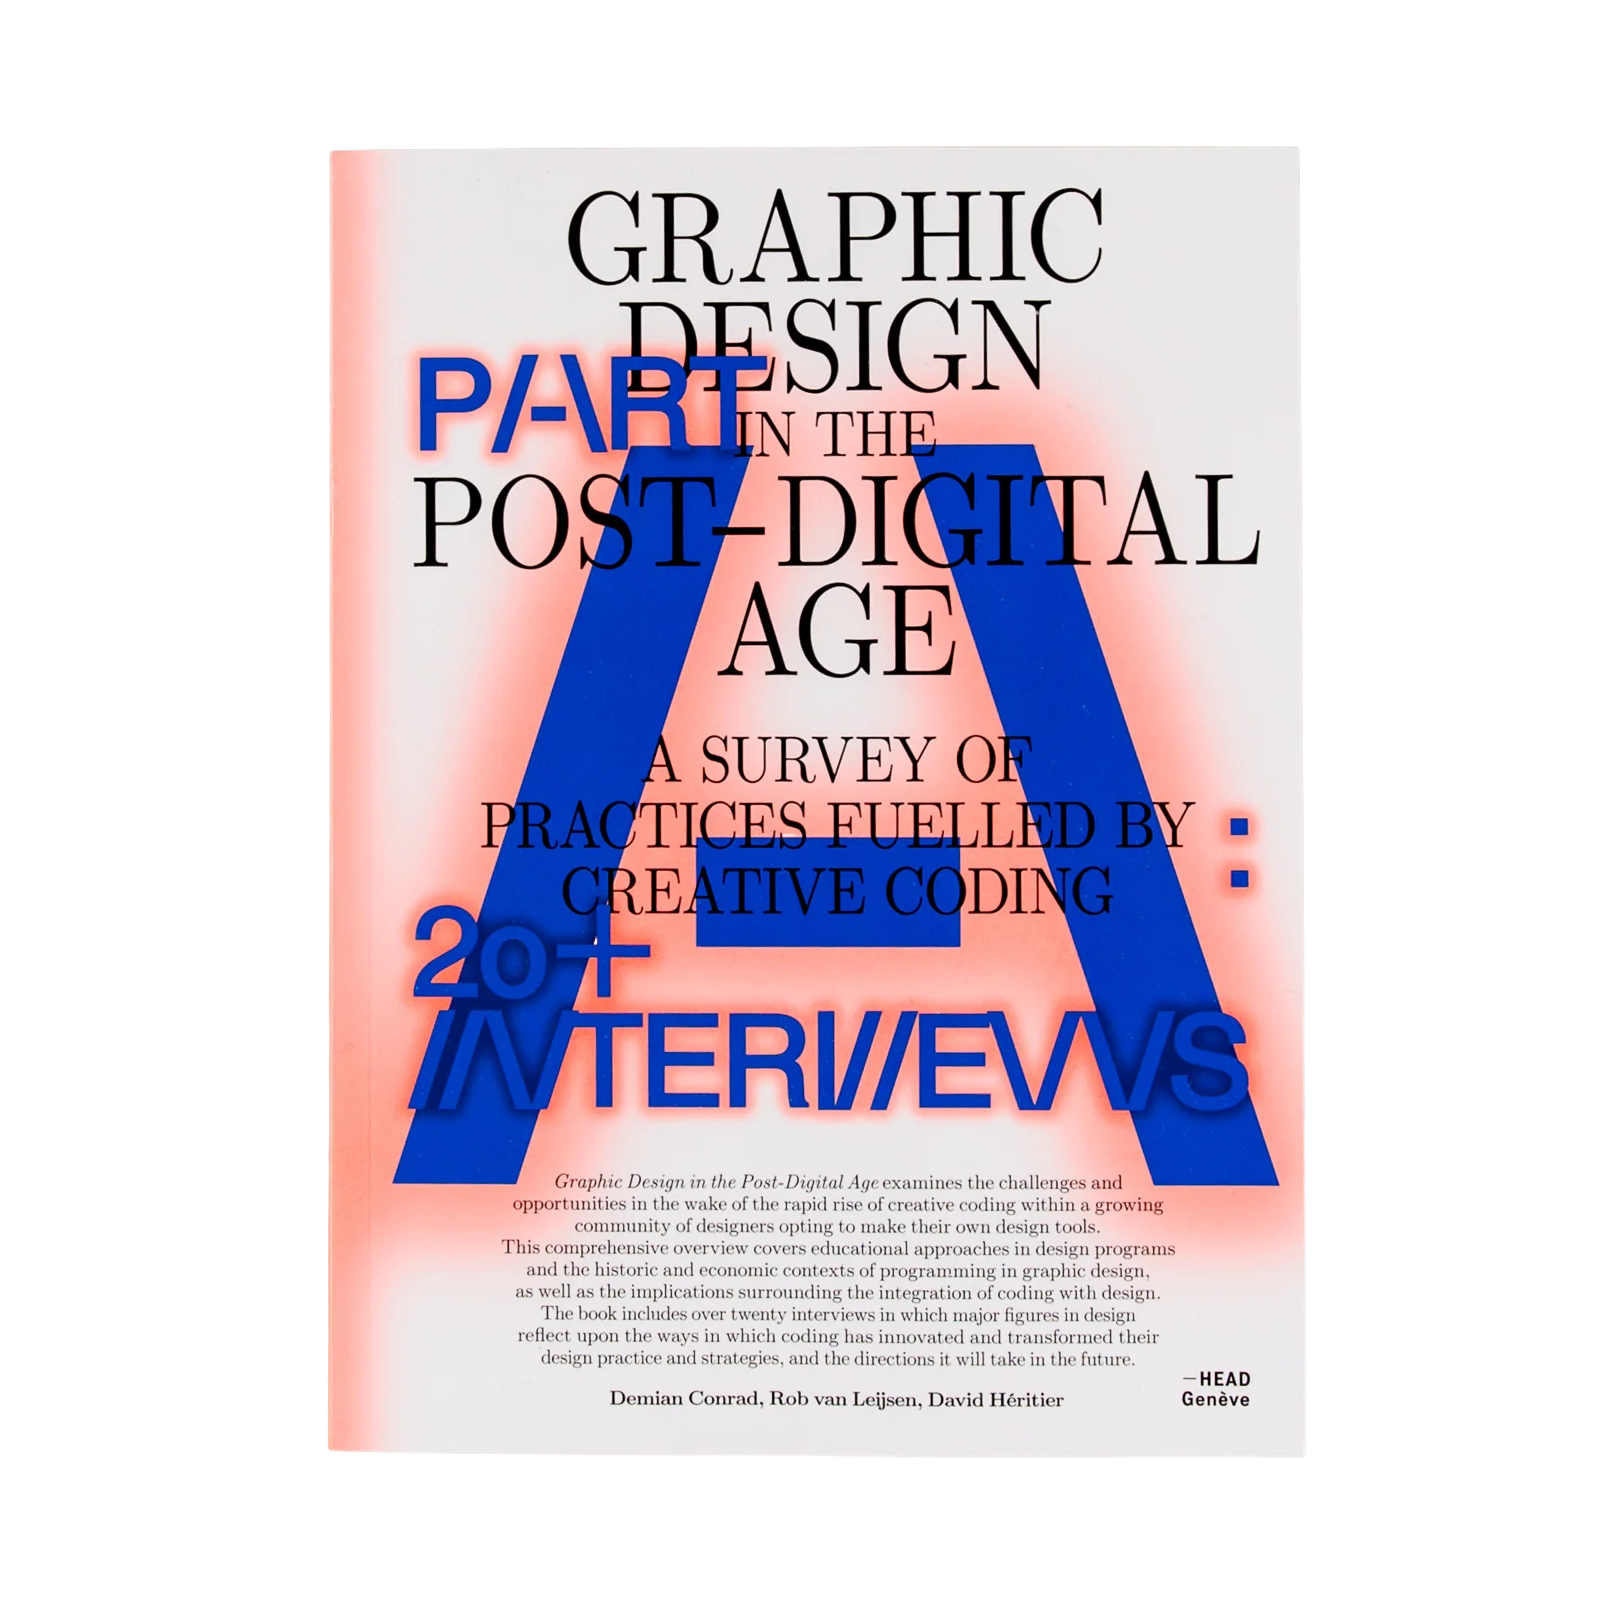 GRAPHIC
DESIGN
PART
IN THE
POST-DIGITAL
AGE
A SURVEY OF
PRACTICES FUELLED BY
CREATIVE CODING
A:
20+
INTERVIEWS
Graphic Design in the Post-Digital Age examines the challenges and
opportunities in the wake of the rapid rise of creative coding within a growing
community of designers opting to make their own design tools.
This comprehensive overview covers educational approaches in design programs
and the historic and economic contexts of programming in graphic design,
as well as the implications surrounding the integration of coding with design.
The book includes over twenty interviews in which major figures in design
reflect upon the ways in which coding has innovated and transformed their
design practice and strategies, and the directions it will take in the future.
Demian Conrad, Rob van Leijsen, David Héritier
—HEAD
Genève